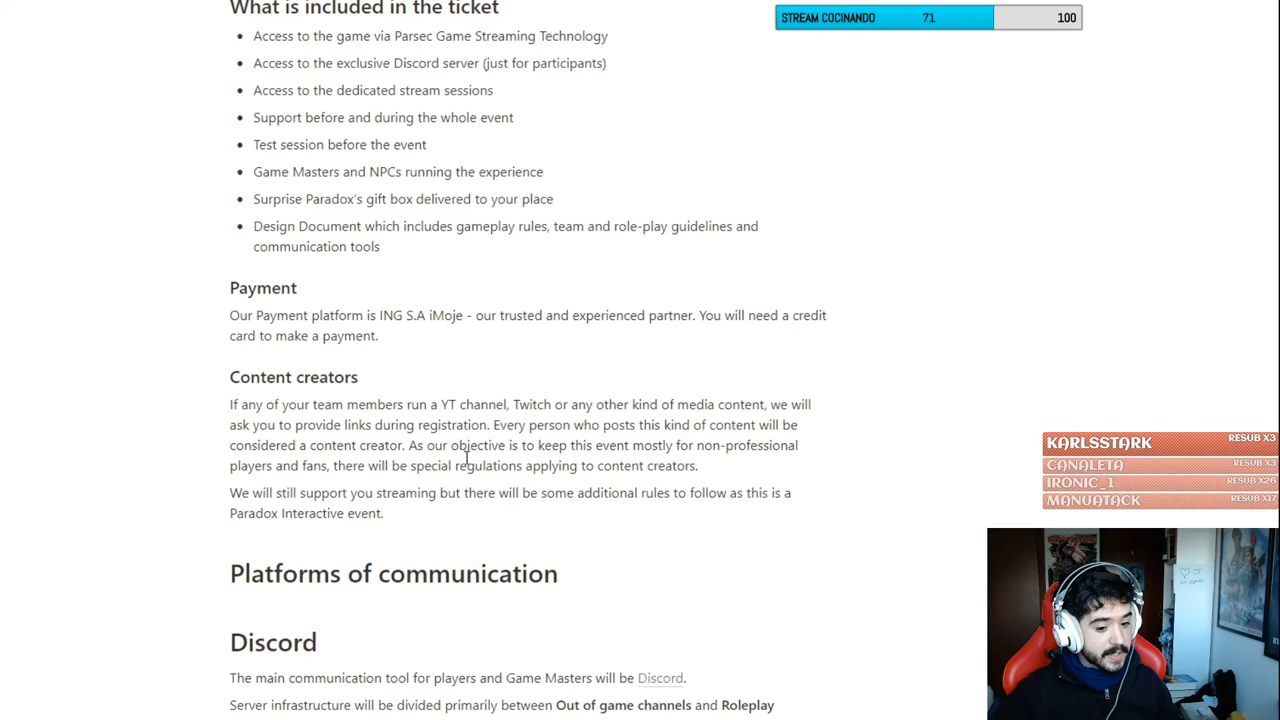 What is included in the ticket
STREAM COCINANDO 71 100
• Access to the game via Parsec Game Streaming Technology
• Access to the exclusive Discord server (just for participants)
• Access to the dedicated stream sessions
• Support before and during the whole event
• Test session before the event
• Game Masters and NPCs running the experience
• Surprise Paradox's gift box delivered to your place
• Design Document which includes gameplay rules, team and role-play guidelines and
communication tools
Payment
Our Payment platform is ING S.A iMoje - our trusted and experienced partner. You will need a credit
card to make a payment.
Content creators
If any of your team members run a YT channel, Twitch or any other kind of media content, we will
ask you to provide links during registration. Every person who posts this kind of content will be
considered a content creator. As our objective is to keep this event mostly for non-professional
players and fans, there will be special regulations applying to content creators.
We will still support you streaming but there will be some additional rules to follow as this is a
Paradox Interactive event.
KARLSSTARK RESUB X3
CANALETA RESUB X3
IRONIC_1 RESUB X26
MANUATACK RESUB X17
Platforms of communication
Discord
The main communication tool for players and Game Masters will be Discord.
Server infrastructure will be divided primarily between Out of game channels and Roleplay